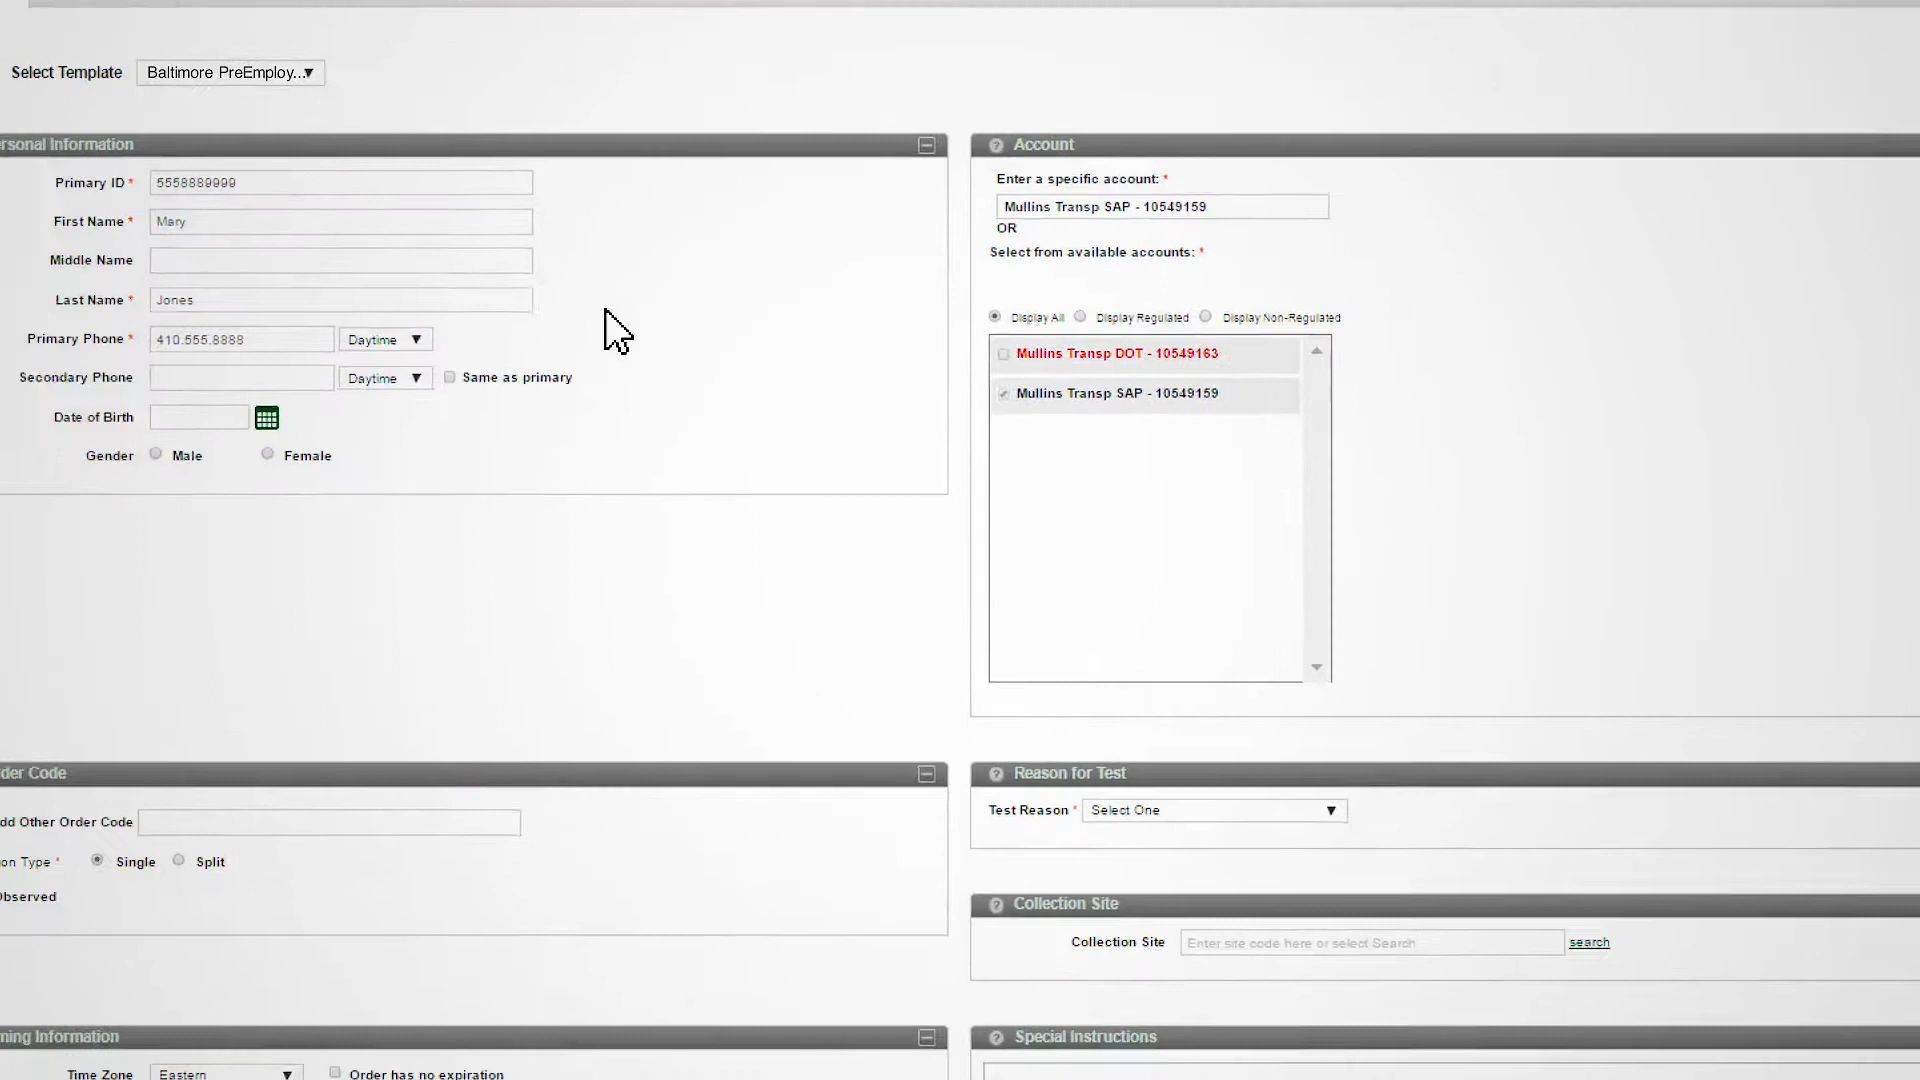 Select Template Baltimore PreEmploy...
rsonal Information
Primary ID * 5558889999
First Name * Mary
Middle Name
Last Name * Jones
Primary Phone * 410.555.8888 Daytime
Secondary Phone Daytime Same as primary
Date of Birth
Gender Male Female
Account
Enter a specific account: *
Mullins Transp SAP - 10549159
OR
Select from available accounts: *
Display All Display Regulated Display Non-Regulated
Mullins Transp DOT - 10549163
Mullins Transp SAP - 10549159
der Code
dd Other Order Code
on Type * Single Split
Observed
Reason for Test
Test Reason * Select One
Collection Site
Collection Site Enter site code here or select Search search
ning Information
Time Zone Eastern Order has no expiration
Special Instructions